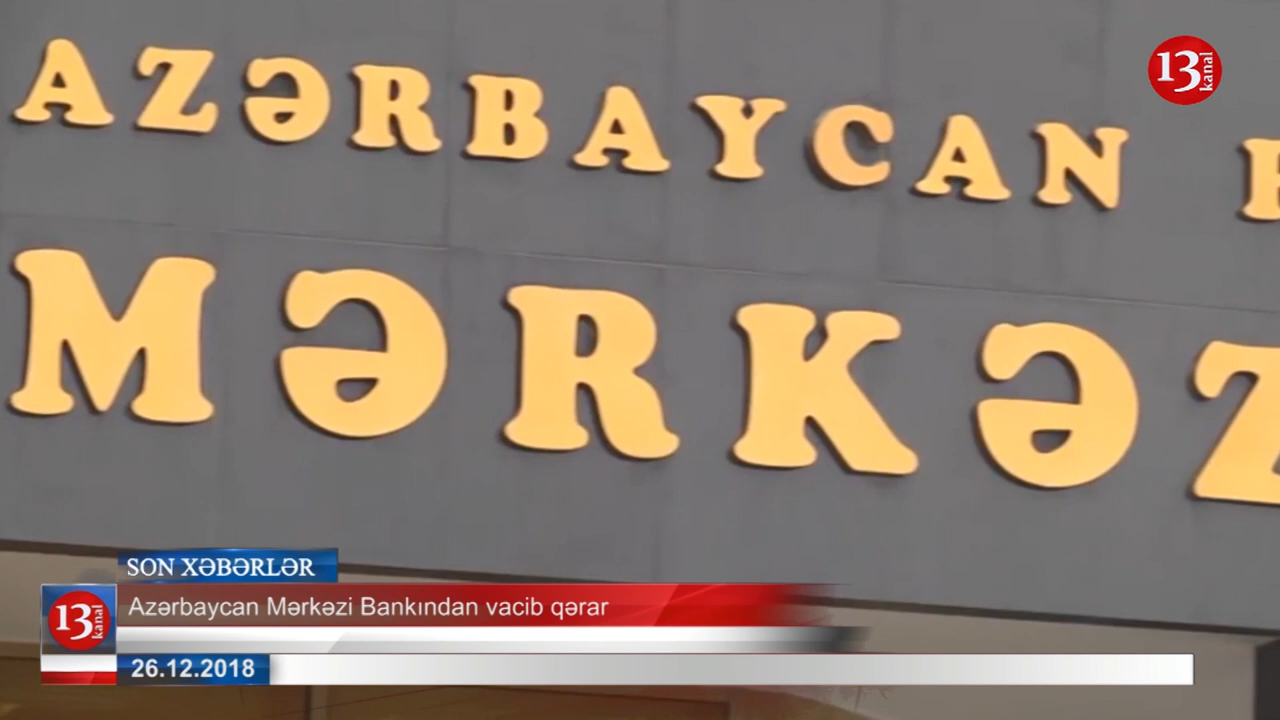 13 kanal
AZƏRBAYCAN
MƏRKƏZ
SON XƏBƏRLƏR
13 kanal
Azərbaycan Mərkəzi Bankından vacib qərar
26.12.2018